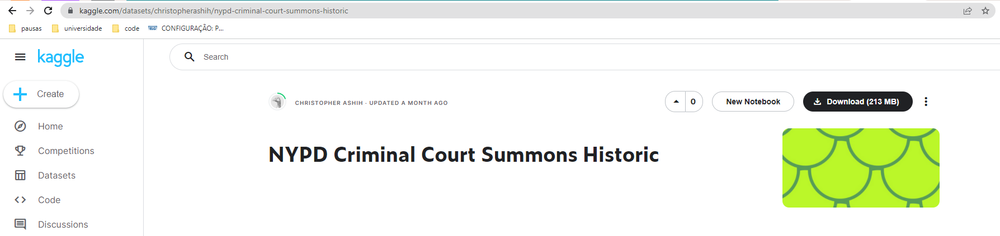 kaggle.com/datasets/christopherashih/nypd-criminal-court-summons-historic
pausas universidade code ELG CONFIGURAÇÃO: P...
kaggle
Search
Create
CHRISTOPHER ASHIH · UPDATED A MONTH AGO
0
New Notebook
Download (213 MB)
Home
NYPD Criminal Court Summons Historic
Competitions
Datasets
Code
Discussions